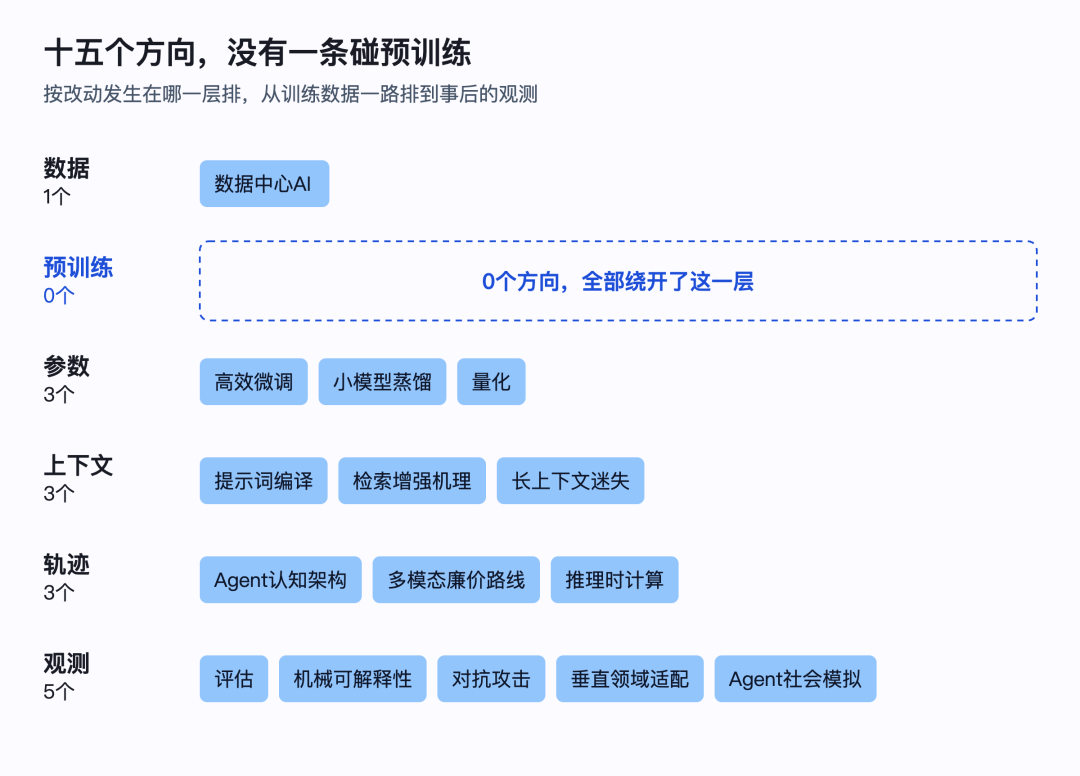 十五个方向，没有一条碰预训练
按改动发生在哪一层排，从训练数据一路排到事后的观测
数据
1个
数据中心AI
预训练
0个
0个方向，全部绕开了这一层
参数
3个
高效微调 小模型蒸馏 量化
上下文
3个
提示词编译 检索增强机理 长上下文迷失
轨迹
3个
Agent认知架构 多模态廉价路线 推理时计算
观测
5个
评估 机械可解释性 对抗攻击 垂直领域适配 Agent社会模拟